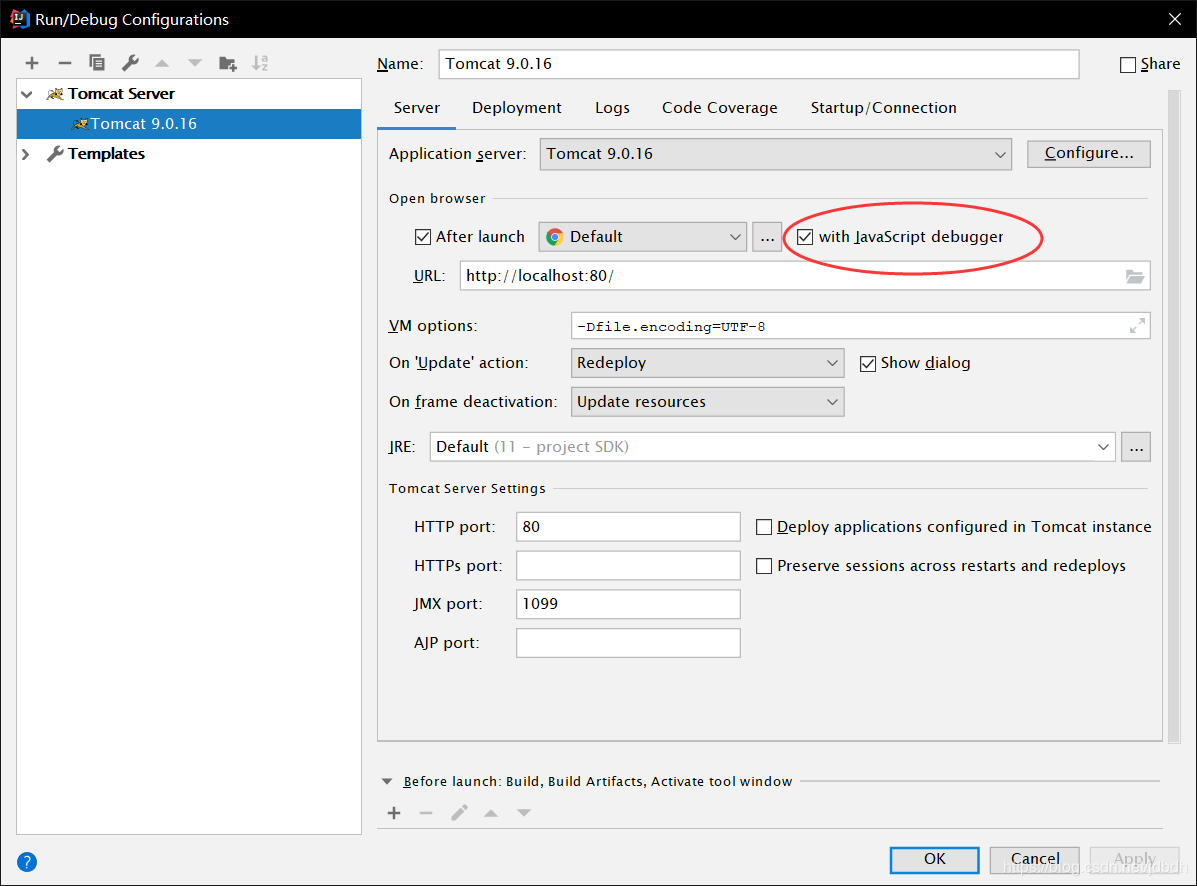 Run/Debug Configurations
Name: Tomcat 9.0.16 Share
Tomcat Server
Tomcat 9.0.16
Templates
Server Deployment Logs Code Coverage Startup/Connection
Application server: Tomcat 9.0.16 Configure...
Open browser
After launch Default ... with JavaScript debugger
URL: http://localhost:80/
VM options: -Dfile.encoding=UTF-8
On 'Update' action: Redeploy Show dialog
On frame deactivation: Update resources
JRE: Default (11 - project SDK) ...
Tomcat Server Settings
HTTP port: 80 Deploy applications configured in Tomcat instance
HTTPs port: Preserve sessions across restarts and redeploys
JMX port: 1099
AJP port:
Before launch: Build, Build Artifacts, Activate tool window
? OK Cancel Apply
https://blog.csdn.net/jdbdh